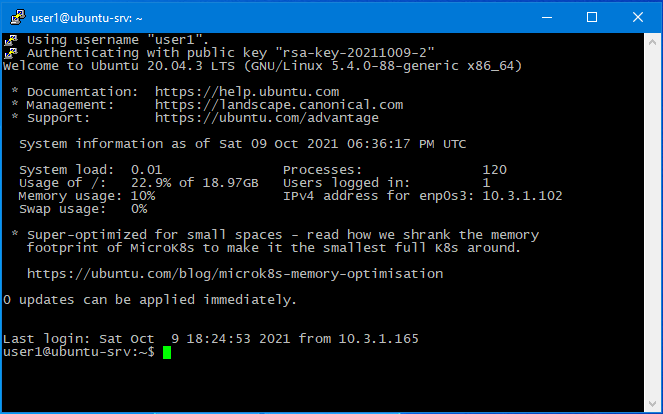 user1@ubuntu-srv: ~
Using username "user1".
Authenticating with public key "rsa-key-20211009-2"
Welcome to Ubuntu 20.04.3 LTS (GNU/Linux 5.4.0-88-generic x86_64)
* Documentation:  https://help.ubuntu.com
* Management:     https://landscape.canonical.com
* Support:        https://ubuntu.com/advantage
System information as of Sat 09 Oct 2021 06:36:17 PM UTC
System load:  0.01               Processes:               120
Usage of /:   22.9% of 18.97GB   Users logged in:         1
Memory usage: 10%                IPv4 address for enp0s3: 10.3.1.102
Swap usage:   0%
* Super-optimized for small spaces - read how we shrank the memory
footprint of MicroK8s to make it the smallest full K8s around.
https://ubuntu.com/blog/microk8s-memory-optimisation
0 updates can be applied immediately.
Last login: Sat Oct  9 18:24:53 2021 from 10.3.1.165
user1@ubuntu-srv:~$